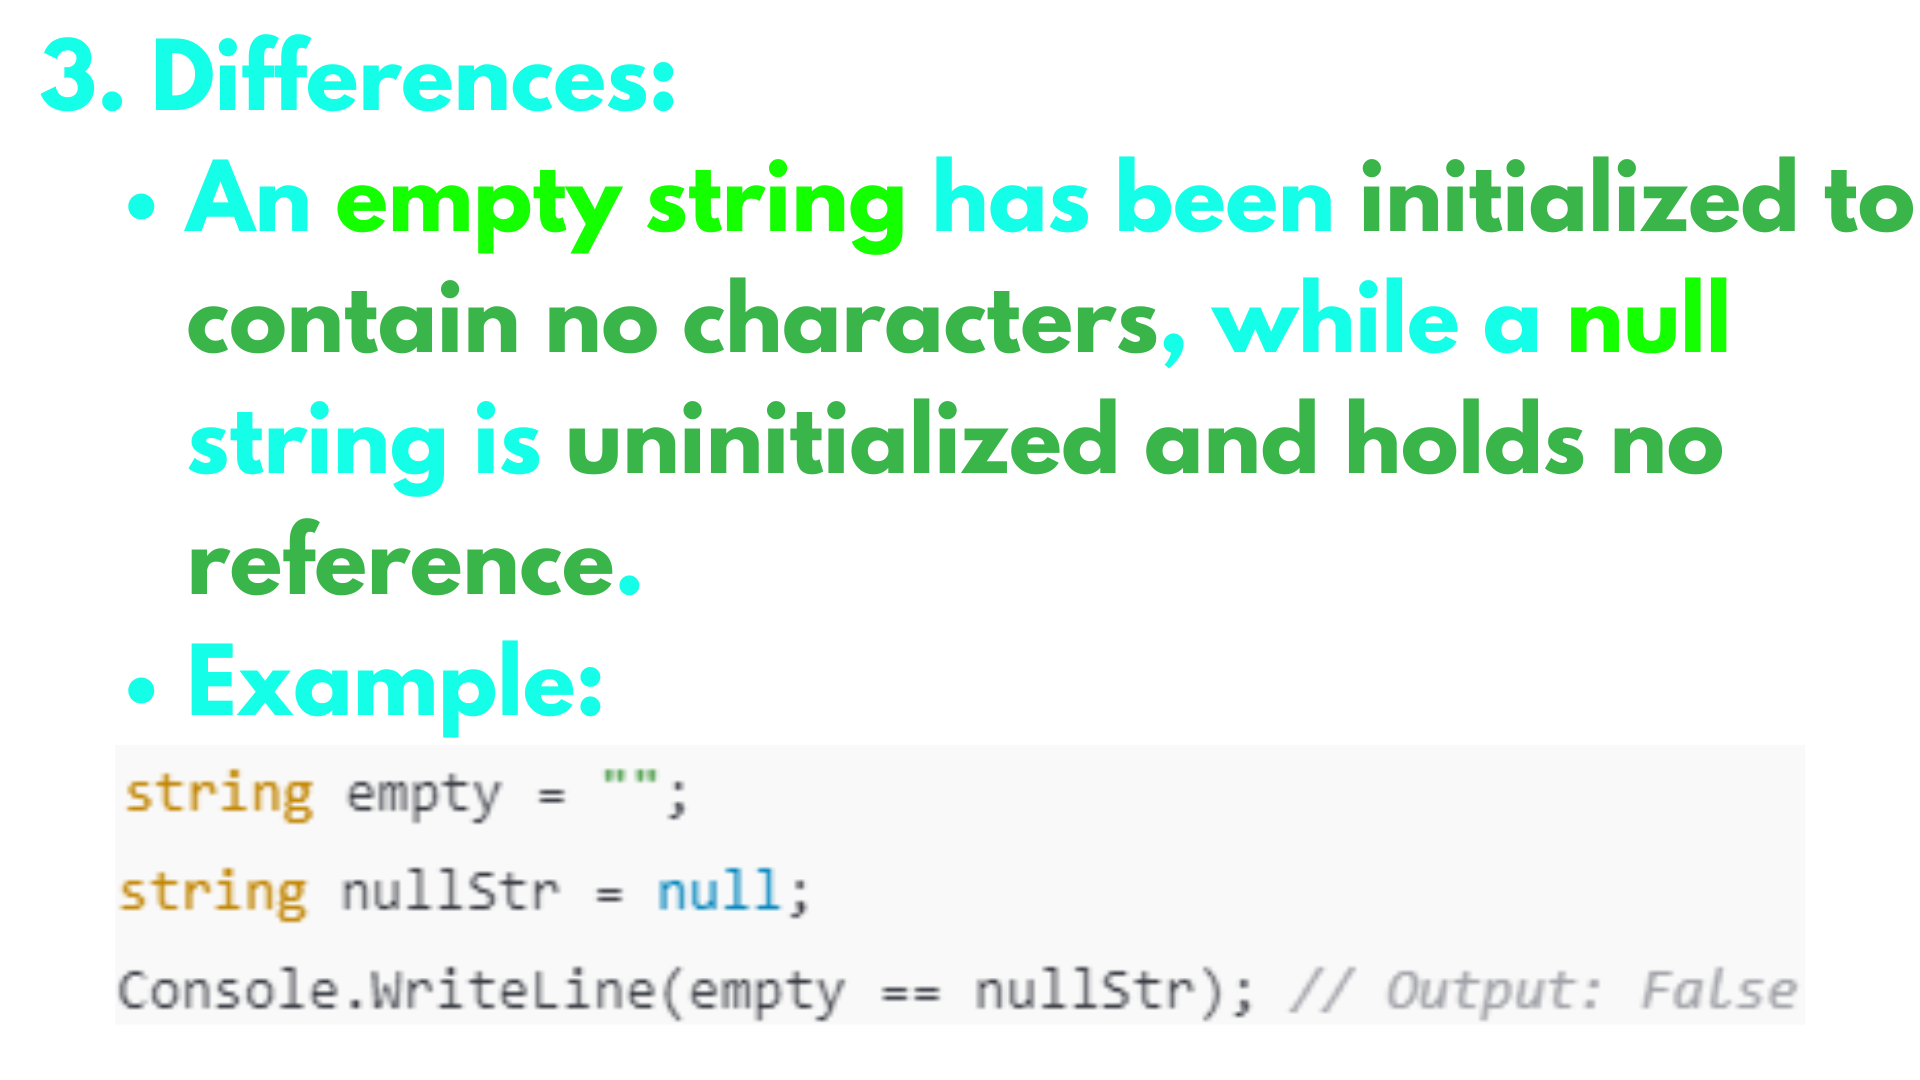 3. Differences:
• An empty string has been initialized to
contain no characters, while a null
string is uninitialized and holds no
reference.
• Example:
string empty = "";
string nullStr = null;
Console.WriteLine(empty == nullStr); // Output: False